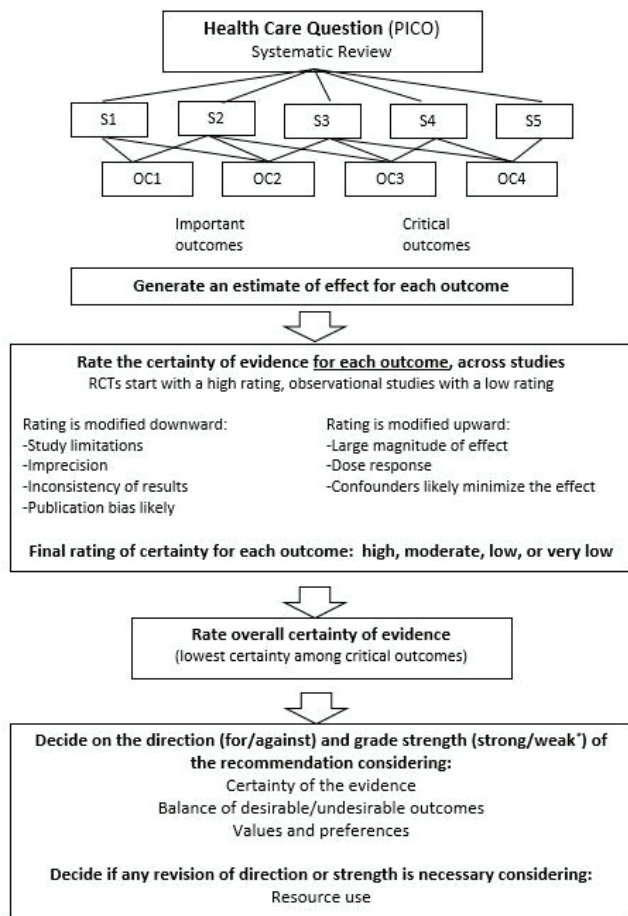 Health Care Question (PICO)
Systematic Review
S1 S2 S3 S4 S5
OC1 OC2 OC3 OC4
Important Critical
outcomes outcomes
Generate an estimate of effect for each outcome
Rate the certainty of evidence for each outcome, across studies
RCTs start with a high rating, observational studies with a low rating
Rating is modified downward: Rating is modified upward:
-Study limitations -Large magnitude of effect
-Imprecision -Dose response
-Inconsistency of results -Confounders likely minimize the effect
-Publication bias likely
Final rating of certainty for each outcome: high, moderate, low, or very low
Rate overall certainty of evidence
(lowest certainty among critical outcomes)
Decide on the direction (for/against) and grade strength (strong/weak*) of
the recommendation considering:
Certainty of the evidence
Balance of desirable/undesirable outcomes
Values and preferences
Decide if any revision of direction or strength is necessary considering:
Resource use